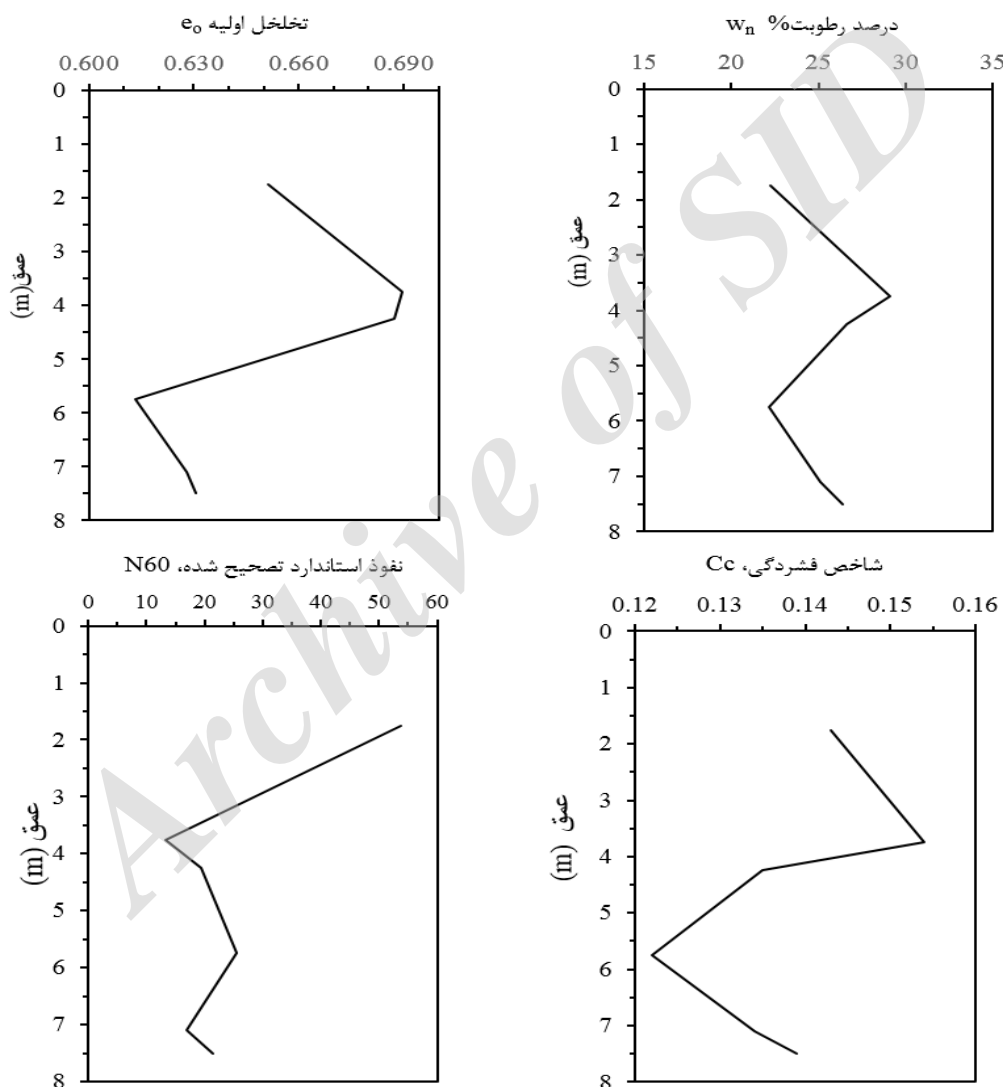 تخلخل اولیه e₀
0.600 0.630 0.660 0.690
0
1
2
3
4
5
6
7
8
عمق(m)
درصد رطوبت% wₙ
15 20 25 30 35
0
1
2
3
4
5
6
7
8
عمق (m)
نفوذ استاندارد تصحیح شده، N60
0 10 20 30 40 50 60
0
1
2
3
4
5
6
7
8
عمق (m)
شاخص فشردگی، Cc
0.12 0.13 0.14 0.15 0.16
0
1
2
3
4
5
6
7
8
عمق (m)
Archive of SID